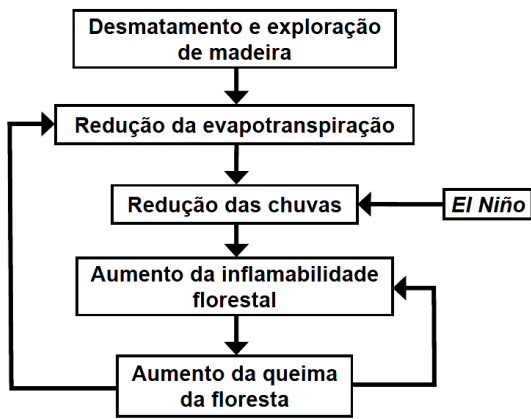 Desmatamento e exploração
de madeira
Redução da evapotranspiração
Redução das chuvas
El Niño
Aumento da inflamabilidade
florestal
Aumento da queima
da floresta